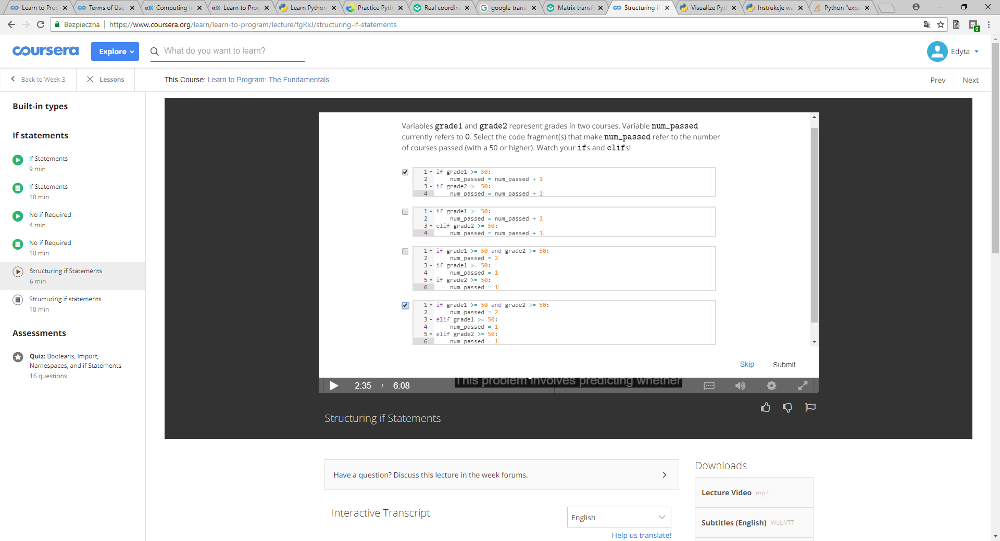 Learn to Prog
Terms of Use
Computing in
Learn to Prog
Learn Python
Practice Pyth
Real coordin
google trans
Matrix transf
Structuring if
Visualize Pyt
Instrukcje wa
Python "expe
Bezpieczna
https://www.coursera.org/learn/learn-to-program/lecture/fgRkJ/structuring-if-statements
0
coursera
Explore
What do you want to learn?
Edyta
Back to Week 3
Lessons
This Course: Learn to Program: The Fundamentals
Prev
Next
Built-in types
If statements
If Statements
9 min
If Statements
10 min
No if Required
4 min
No if Required
10 min
Structuring if Statements
6 min
Structuring if statements
10 min
Assessments
Quiz: Booleans, Import,
Namespaces, and if Statements
16 questions
Variables grade1 and grade2 represent grades in two courses. Variable num_passed
currently refers to 0. Select the code fragment(s) that make num_passed refer to the number
of courses passed (with a 50 or higher). Watch your ifs and elifs!
1 if grade1 >= 50:
2 num_passed = num_passed + 1
3 if grade2 >= 50:
4 num_passed = num_passed + 1
1 if grade1 >= 50:
2 num_passed = num_passed + 1
3 elif grade2 >= 50:
4 num_passed = num_passed + 1
1 if grade1 >= 50 and grade2 >= 50:
2 num_passed = 2
3 if grade1 >= 50:
4 num_passed = 1
5 if grade2 >= 50:
6 num_passed = 1
1 if grade1 >= 50 and grade2 >= 50:
2 num_passed = 2
3 elif grade1 >= 50:
4 num_passed = 1
5 elif grade2 >= 50:
6 num_passed = 1
Skip
Submit
This problem involves predicting whether
2:35 / 6:08
Structuring if Statements
Have a question? Discuss this lecture in the week forums.
Downloads
Lecture Video mp4
Interactive Transcript
English
Subtitles (English) WebVTT
Help us translate!